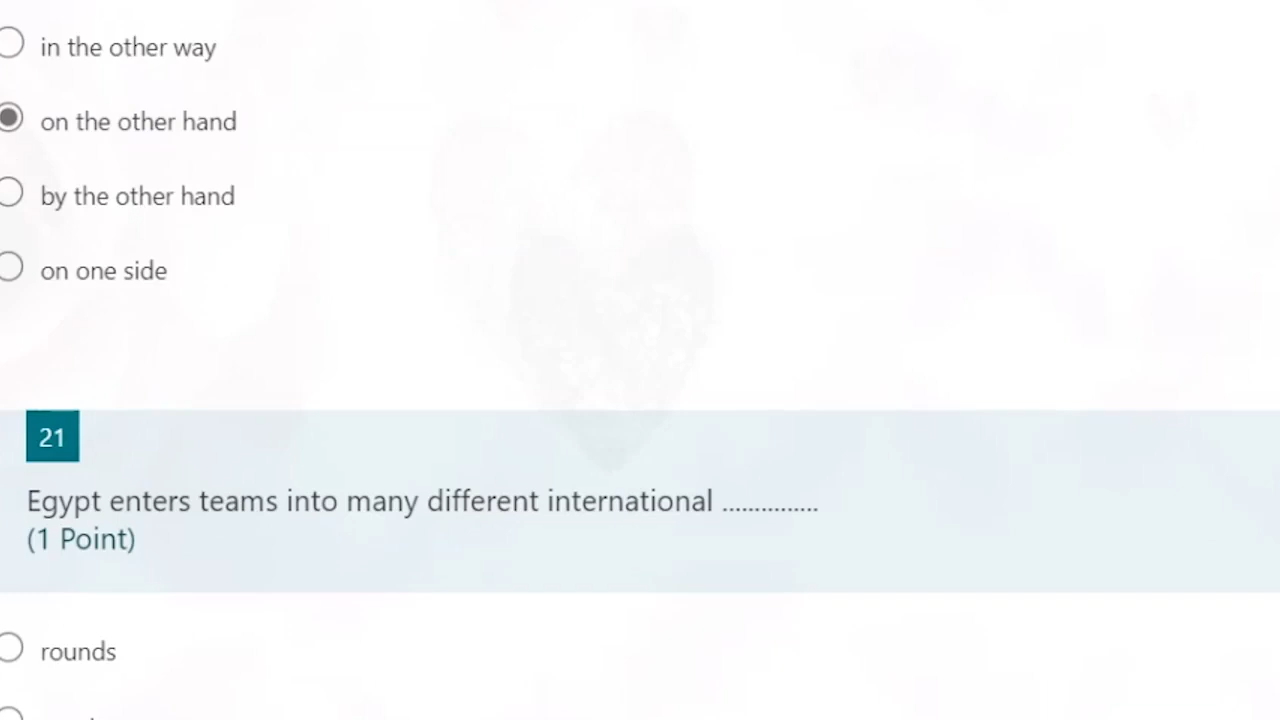 in the other way
on the other hand
by the other hand
on one side
21
Egypt enters teams into many different international ...............
(1 Point)
rounds